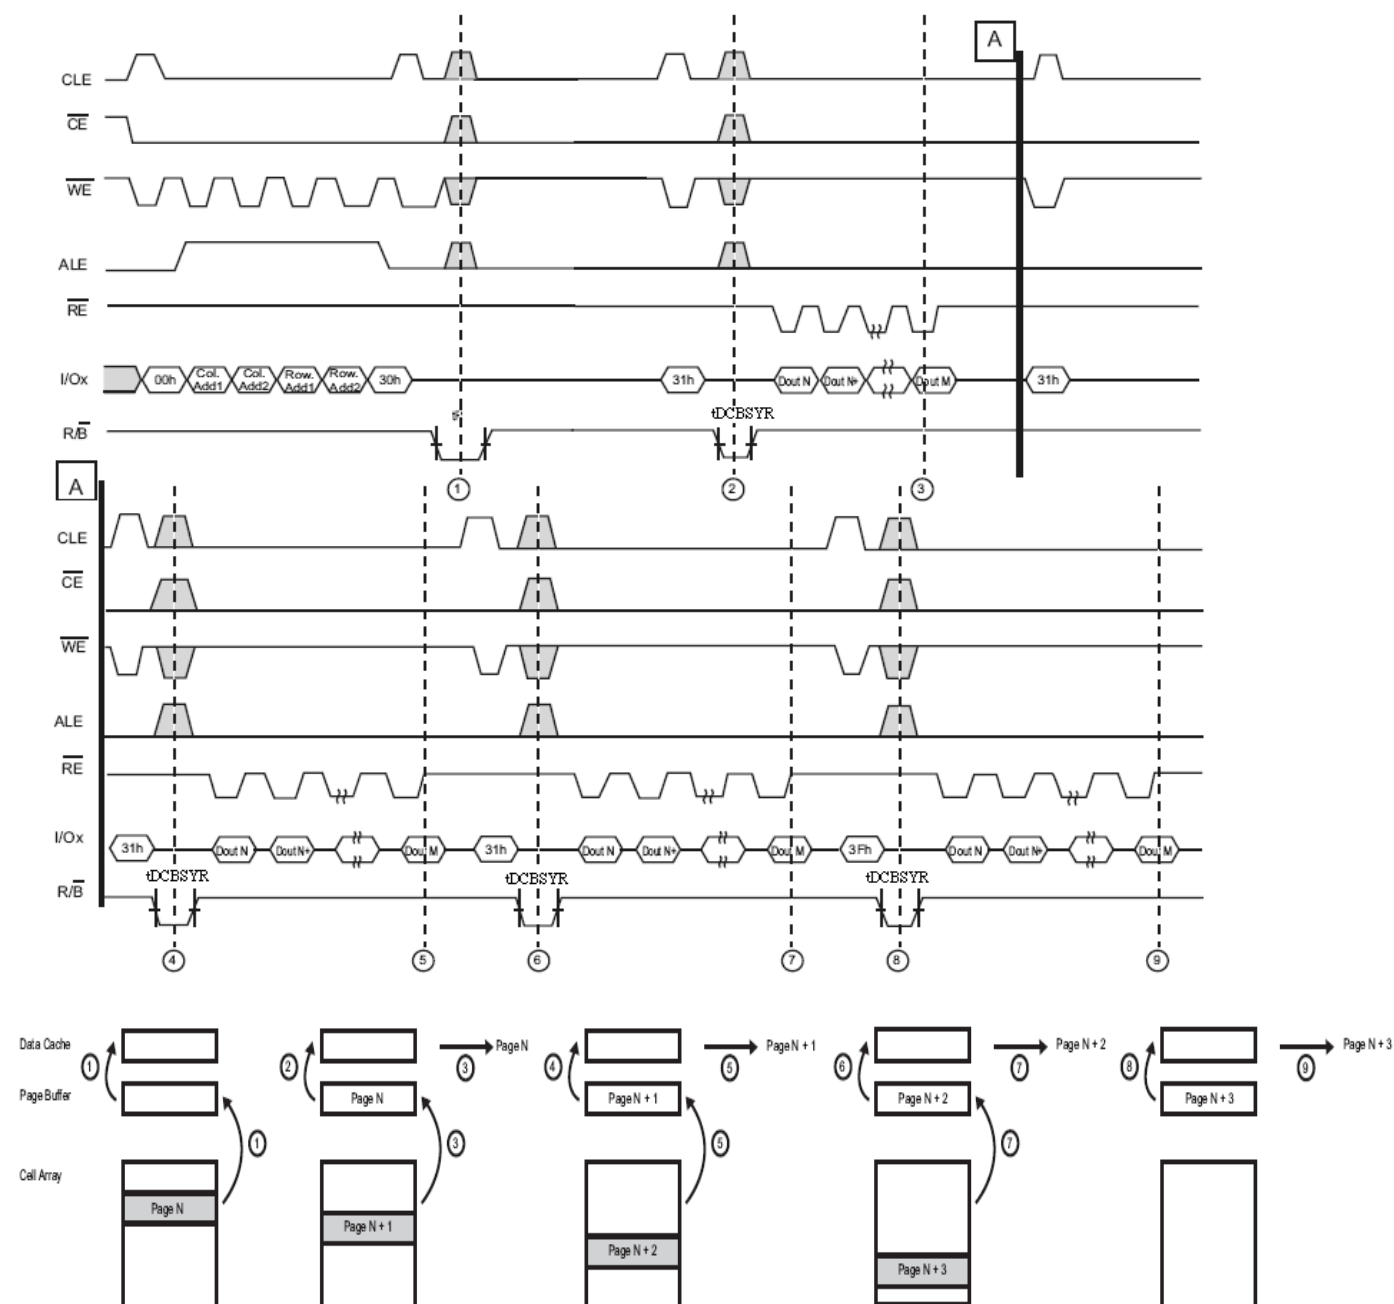 A
CLE
CE
WE
ALE
RE
I/Ox 00h Col. Add1 Col. Add2 Row. Add1 Row. Add2 30h 31h Dout N Dout N+ Dout M 31h
tDCBSYR
R/B
1 2 3
A
CLE
CE
WE
ALE
RE
I/Ox 31h Dout N Dout N+ Dout M 31h Dout N Dout N+ Dout M 3Fh Dout N Dout N+ Dout M
tDCBSYR tDCBSYR tDCBSYR
R/B
4 5 6 7 8 9
Data Cache 1 2 3 Page N 4 5 Page N + 1 6 7 Page N + 2 8 9 Page N + 3
Page Buffer Page N Page N + 1 Page N + 2 Page N + 3
1 3 5 7
Cell Array
Page N
Page N + 1
Page N + 2
Page N + 3